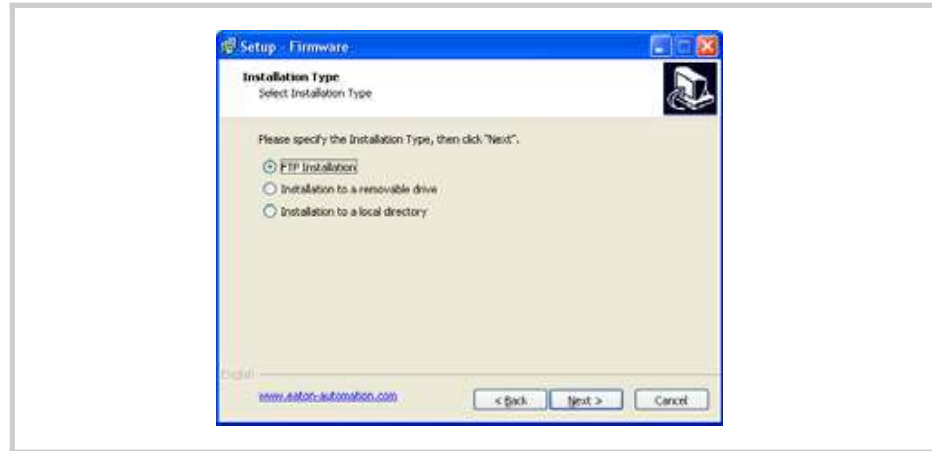 Setup - Firmware
Installation Type
Select Installation Type
Please specify the Installation Type, then click "Next".
FTP Installation
Installation to a removable drive
Installation to a local directory
English
www.eaton-automation.com
< Back
Next >
Cancel